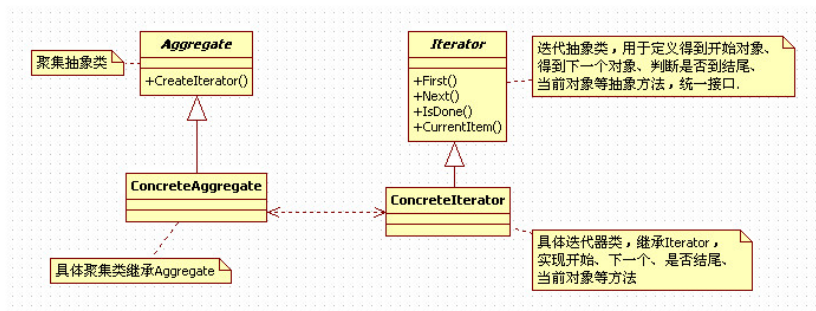 Aggregate
+CreateIterator()
聚集抽象类
Iterator
+First()
+Next()
+IsDone()
+CurrentItem()
迭代抽象类，用于定义得到开始对象、
得到下一个对象、判断是否到结尾、
当前对象等抽象方法，统一接口.
ConcreteAggregate
ConcreteIterator
具体聚集类继承Aggregate
具体迭代器类，继承Iterator，
实现开始、下一个、是否结尾、
当前对象等方法